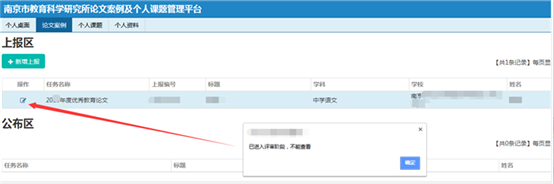 南京市教育科学研究所论文案例及个人课题管理平台
个人桌面 论文案例 个人课题 个人资料
上报区
新增上报
【共1条记录】每页显
操作 任务名称 上报编号 标题 学科 学校 姓名
年度优秀教育论文 中学语文
公布区
已进入评审阶段，不能查看
确定
【共0条记录】每页显
任务名称 标题 姓名